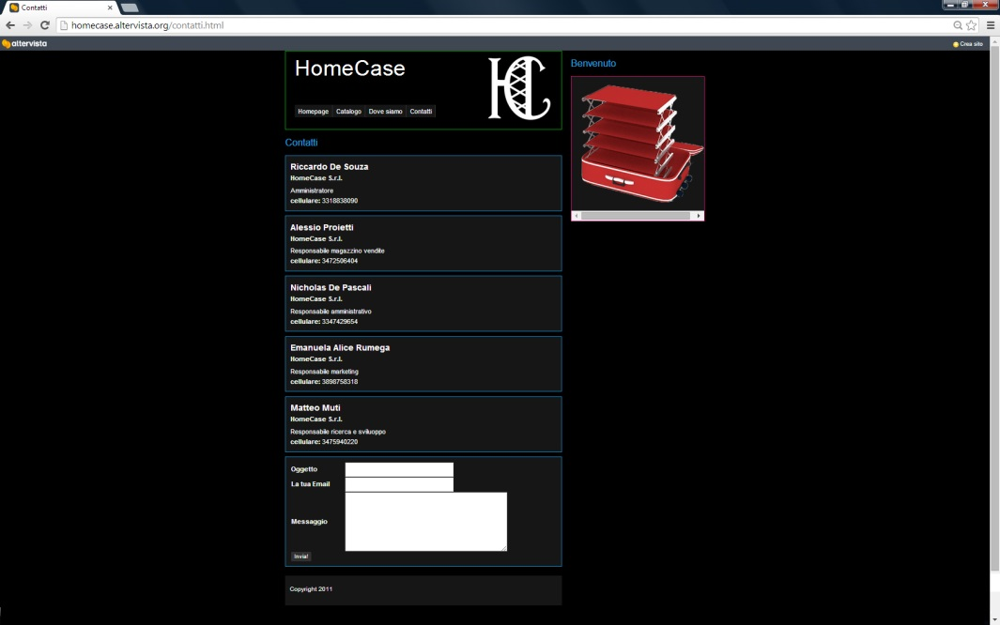 Contatti
homecase.altervista.org/contatti.html
altervista
Crea sito
HomeCase
HC
Homepage Catalogo Dove siamo Contatti
Benvenuto
Contatti
Riccardo De Souza
HomeCase S.r.l.
Amministratore
cellulare: 3318838090
Alessio Proietti
HomeCase S.r.l.
Responsabile magazzino vendite
cellulare: 3472506404
Nicholas De Pascali
HomeCase S.r.l.
Responsabile amministrativo
cellulare: 3347429654
Emanuela Alice Rumega
HomeCase S.r.l.
Responsabile marketing
cellulare: 3898758318
Matteo Muti
HomeCase S.r.l.
Responsabile ricerca e sviluppo
cellulare: 3475940220
Oggetto
La tua Email
Messaggio
Invia!
Copyright 2011